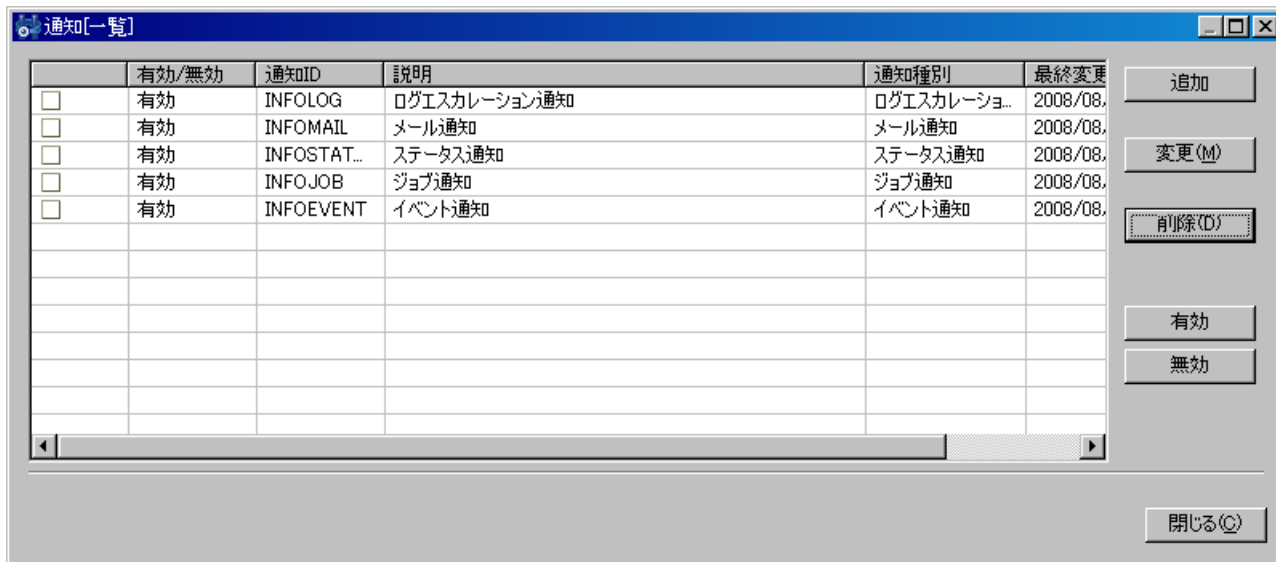 通知[一覧]
有効/無効 通知ID 説明 通知種別 最終変更
有効 INFOLOG ログエスカレーション通知 ログエスカレーショ... 2008/08/
有効 INFOMAIL メール通知 メール通知 2008/08/
有効 INFOSTAT... ステータス通知 ステータス通知 2008/08/
有効 INFOJOB ジョブ通知 ジョブ通知 2008/08/
有効 INFOEVENT イベント通知 イベント通知 2008/08/
追加
変更(M)
削除(D)
有効
無効
閉じる(C)